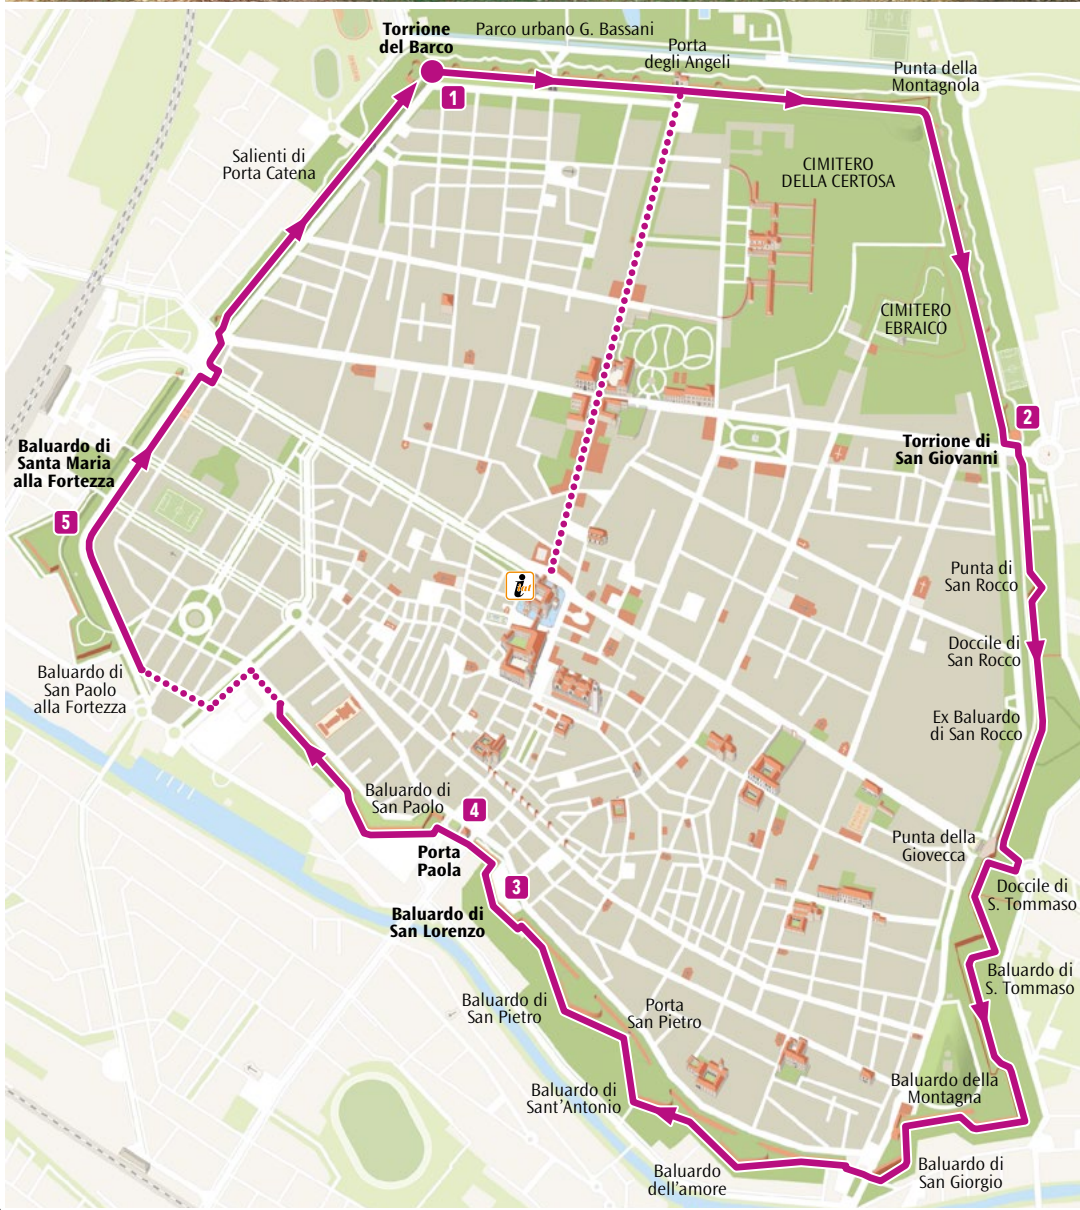 Torrione
del Barco
Parco urbano G. Bassani
Porta
degli Angeli
Punta della
Montagnola
1
Salienti di
Porta Catena
CIMITERO
DELLA CERTOSA
CIMITERO
EBRAICO
2
Torrione di
San Giovanni
Baluardo di
Santa Maria
alla Fortezza
5
Punta di
San Rocco
Doccile di
San Rocco
Baluardo di
San Paolo
alla Fortezza
Ex Baluardo
di San Rocco
Baluardo di
San Paolo
4
Porta
Paola
3
Punta della
Giovecca
Doccile di
S. Tommaso
Baluardo di
San Lorenzo
Baluardo di
S. Tommaso
Baluardo di
San Pietro
Porta
San Pietro
Baluardo di
Sant'Antonio
Baluardo della
Montagna
Baluardo
dell'amore
Baluardo di
San Giorgio